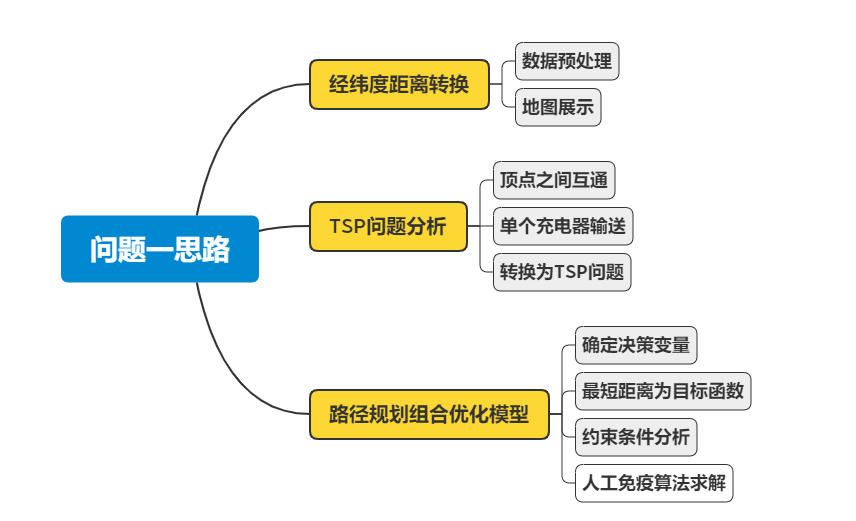 问题一思路
经纬度距离转换
数据预处理
地图展示
TSP问题分析
顶点之间互通
单个充电器输送
转换为TSP问题
路径规划组合优化模型
确定决策变量
最短距离为目标函数
约束条件分析
人工免疫算法求解